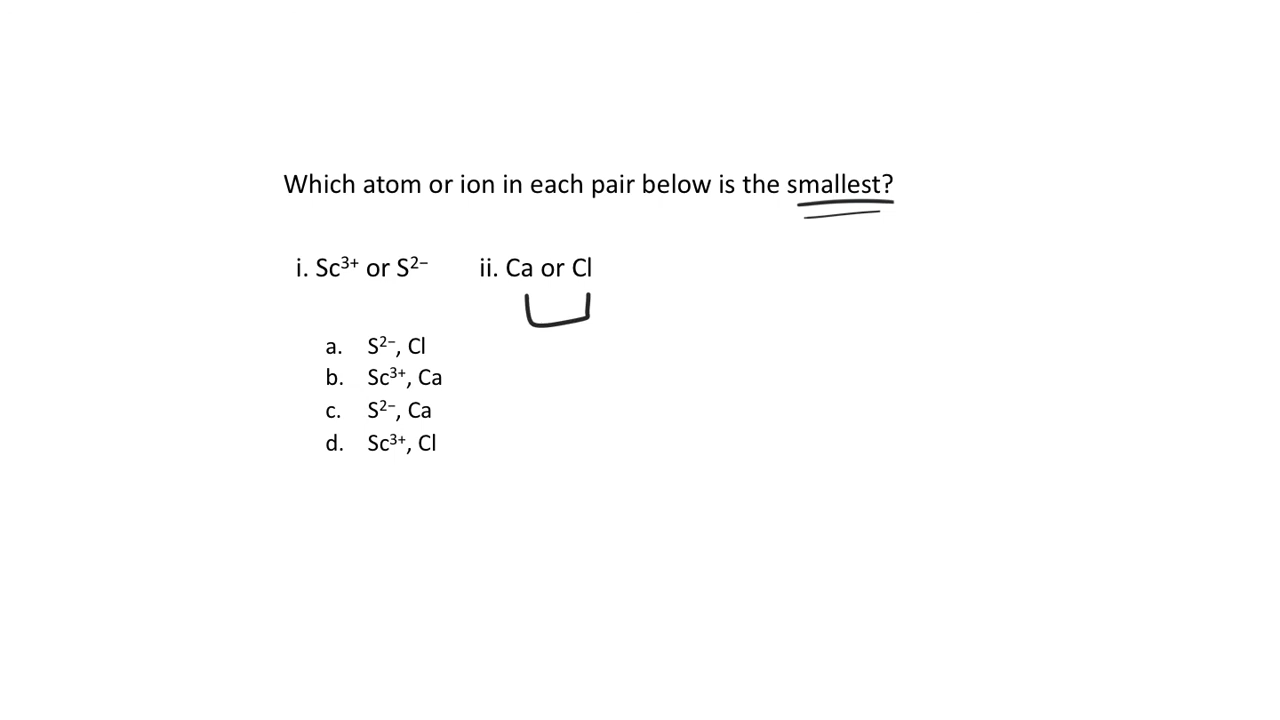 Which atom or ion in each pair below is the smallest?
i. Sc³⁺ or S²⁻ ii. Ca or Cl
a. S²⁻, Cl
b. Sc³⁺, Ca
c. S²⁻, Ca
d. Sc³⁺, Cl